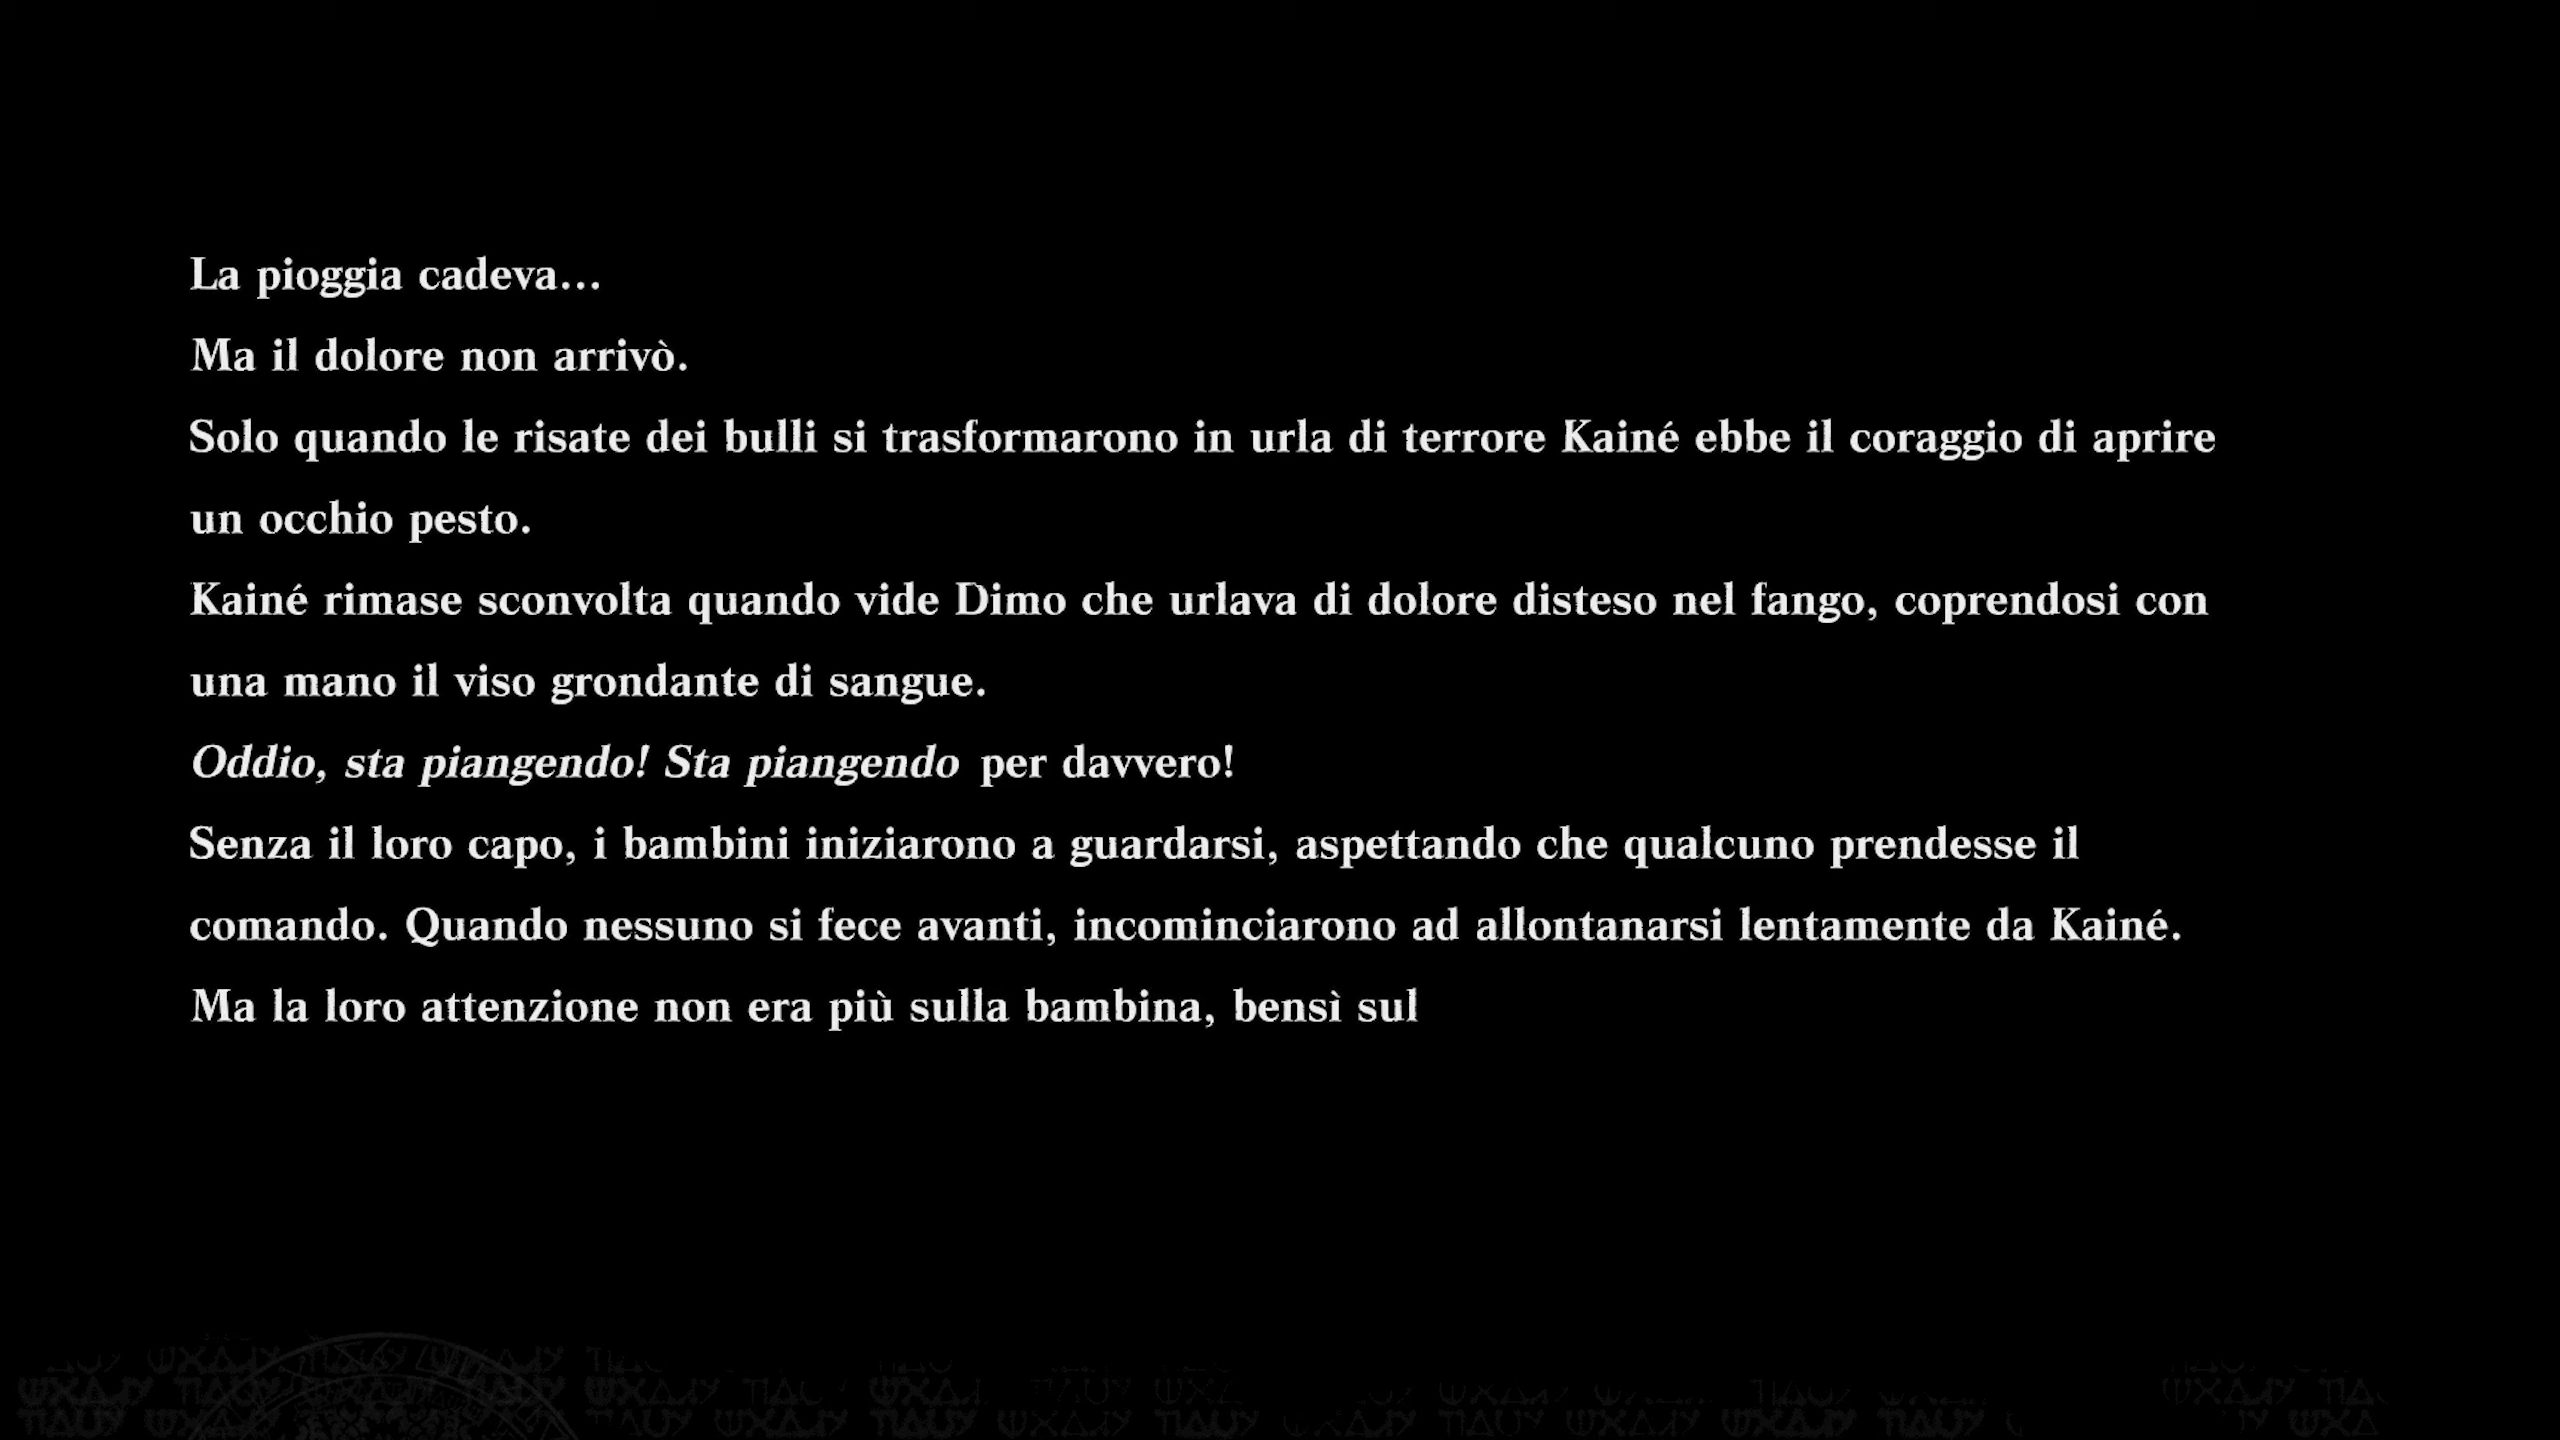 La pioggia cadeva...
Ma il dolore non arrivò.
Solo quando le risate dei bulli si trasformarono in urla di terrore Kainé ebbe il coraggio di aprire
un occhio pesto.
Kainé rimase sconvolta quando vide Dimo che urlava di dolore disteso nel fango, coprendosi con
una mano il viso grondante di sangue.
Oddio, sta piangendo! Sta piangendo per davvero!
Senza il loro capo, i bambini iniziarono a guardarsi, aspettando che qualcuno prendesse il
comando. Quando nessuno si fece avanti, incominciarono ad allontanarsi lentamente da Kainé.
Ma la loro attenzione non era più sulla bambina, bensì sul